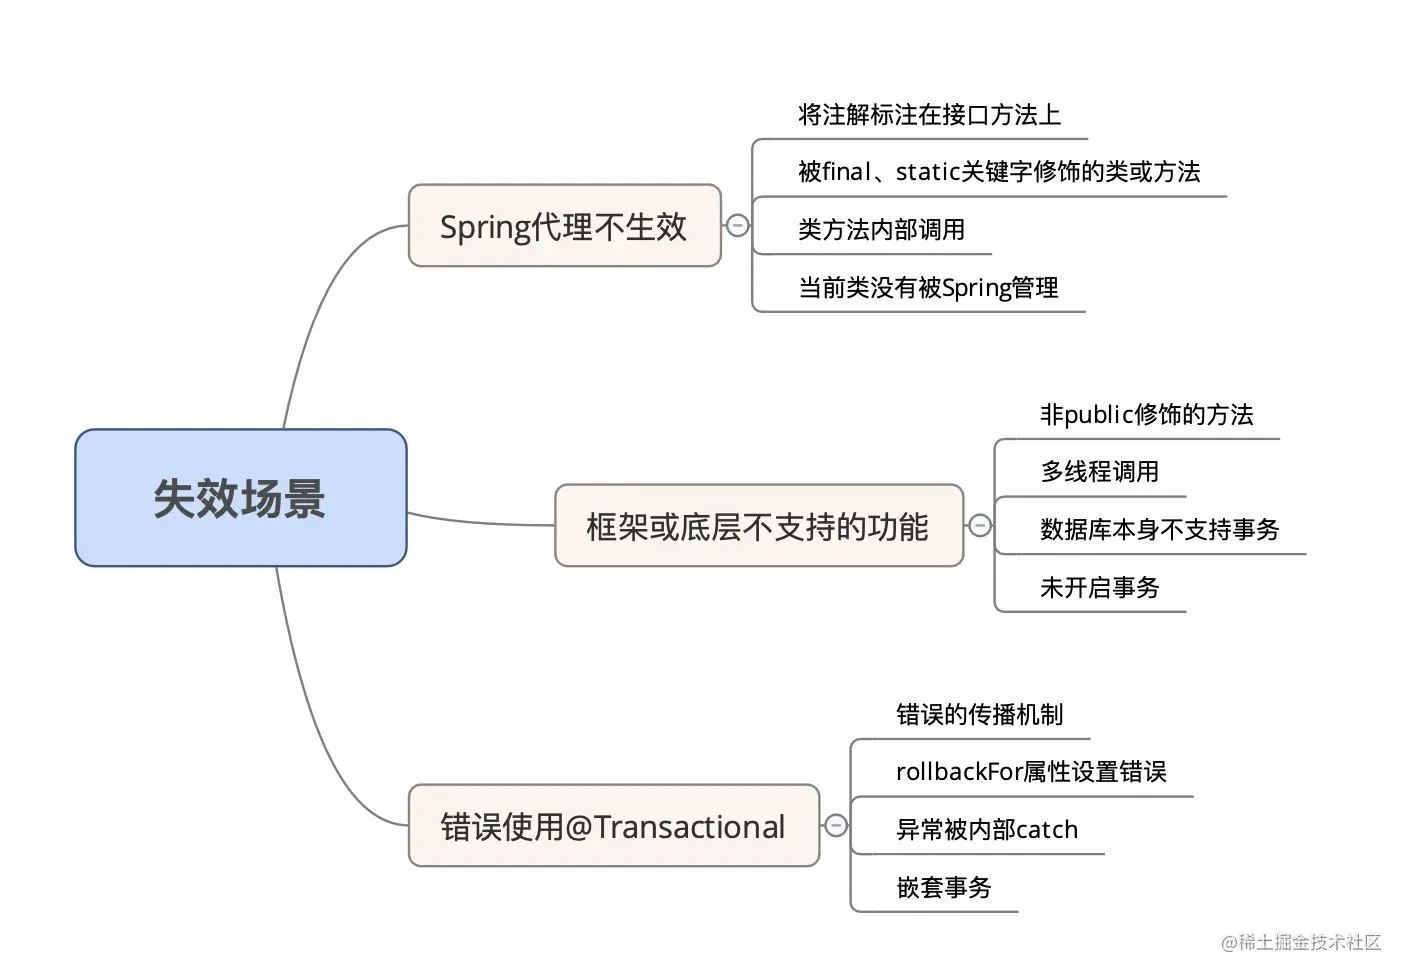 失效场景
Spring代理不生效
将注解标注在接口方法上
被final、static关键字修饰的类或方法
类方法内部调用
当前类没有被Spring管理
框架或底层不支持的功能
非public修饰的方法
多线程调用
数据库本身不支持事务
未开启事务
错误使用@Transactional
错误的传播机制
rollbackFor属性设置错误
异常被内部catch
嵌套事务
@稀土掘金技术社区